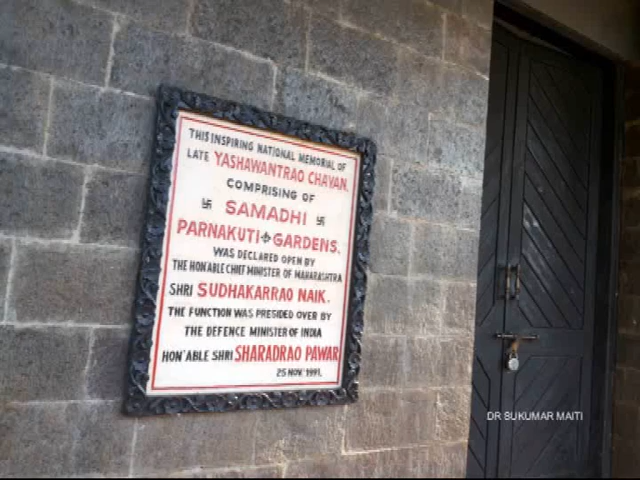 THIS INSPIRING NATIONAL MEMORIAL OF
LATE YASHAWANTRAO CHAVAN.
COMPRISING OF
卐 SAMADHI 卐
PARNAKUTI ✤ GARDENS.
WAS DECLARED OPEN BY
THE HON'ABLE CHIEF MINISTER OF MAHARASHTRA
SHRI SUDHAKARRAO NAIK.
THE FUNCTION WAS PRESIDED OVER BY
THE DEFENCE MINISTER OF INDIA
HON'ABLE SHRI SHARADRAO PAWAR
25 NOV. 1991.
DR SUKUMAR MAITI